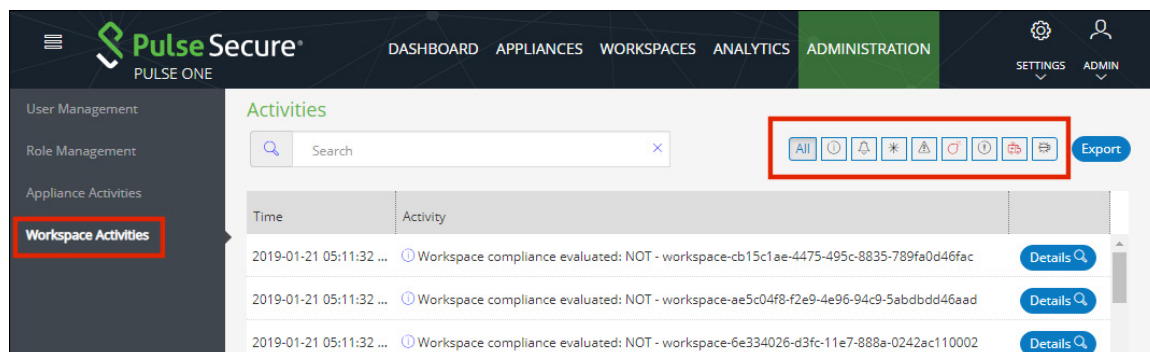 Pulse Secure®
PULSE ONE
DASHBOARD APPLIANCES WORKSPACES ANALYTICS ADMINISTRATION
SETTINGS ADMIN
User Management
Role Management
Appliance Activities
Workspace Activities
Activities
Search
All
Export
Time Activity
2019-01-21 05:11:32 ... Workspace compliance evaluated: NOT - workspace-cb15c1ae-4475-495c-8835-789fa0d46fac Details
2019-01-21 05:11:32 ... Workspace compliance evaluated: NOT - workspace-ae5c04f8-f2e9-4e96-94c9-5abdbdd46aad Details
2019-01-21 05:11:32 ... Workspace compliance evaluated: NOT - workspace-6e334026-d3fc-11e7-888a-0242ac110002 Details